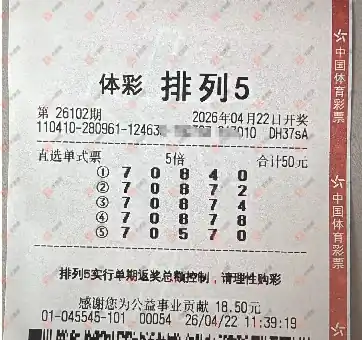 体彩 排列5
第 26102期 2026年04月22日开奖
110410-280961-12463 DH37sA
直选单式票 5倍 合计50元
① 7 0 8 4 0
② 7 0 8 7 2
③ 7 0 8 7 4
④ 7 0 8 7 8
⑤ 7 0 5 7 0
排列5实行单期返奖总额控制，请理性购彩
感谢您为公益事业贡献 18.50元
01-045545-101 00054 26/04/22 11:39:19
中国体育彩票
中国体育彩票